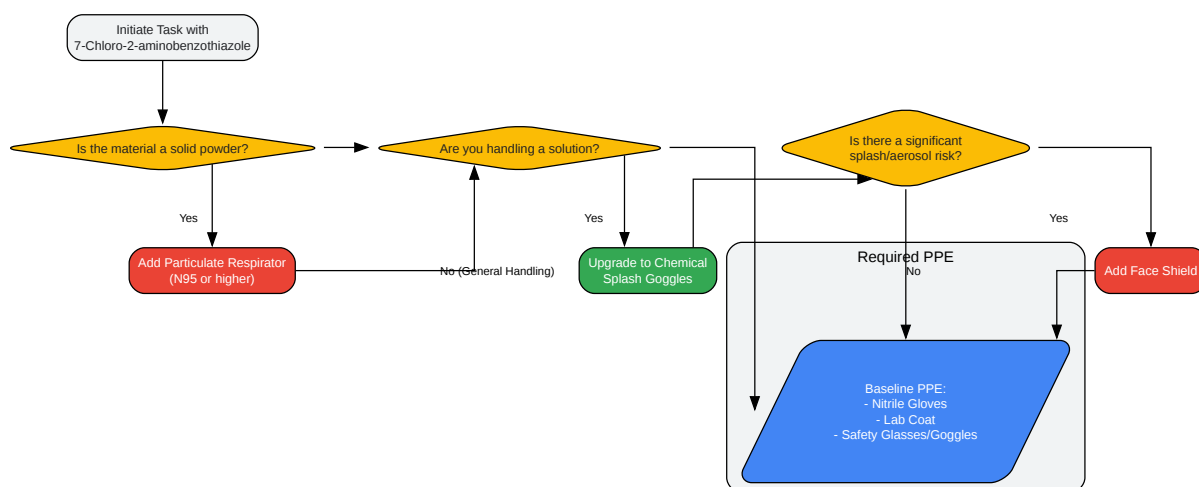 Initiate Task with
7-Chloro-2-aminobenzothiazole
Is the material a solid powder?
Are you handling a solution?
Is there a significant
splash/aerosol risk?
Yes
Yes
Yes
Add Particulate Respirator
(N95 or higher)
No (General Handling)
Upgrade to Chemical
Splash Goggles
Required PPE
No
Add Face Shield
Baseline PPE:
- Nitrile Gloves
- Lab Coat
- Safety Glasses/Goggles